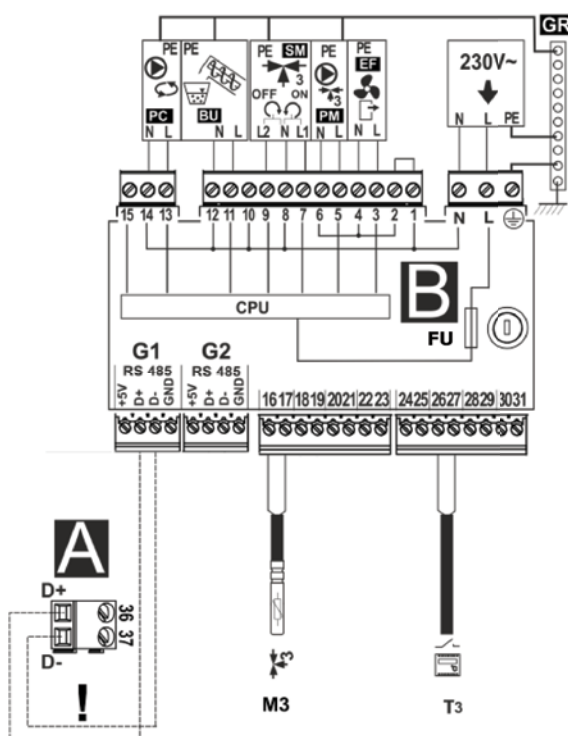 GR
PE PE PE SM PE PE
3
EF
230V~
OFF ON
3
PC BU PM
N L N L L2 N L1 N L N L N L PE
15 14 13 12 11 10 9 8 7 6 5 4 3 2 1 N L
CPU
B
FU
G1 G2
RS 485 RS 485
+5V D+ D- GND +5V D+ D- GND
16 17 18 19 20 21 22 23 24 25 26 27 28 29 30 31
A
D+
36
37
D-
!
3
M3 T3